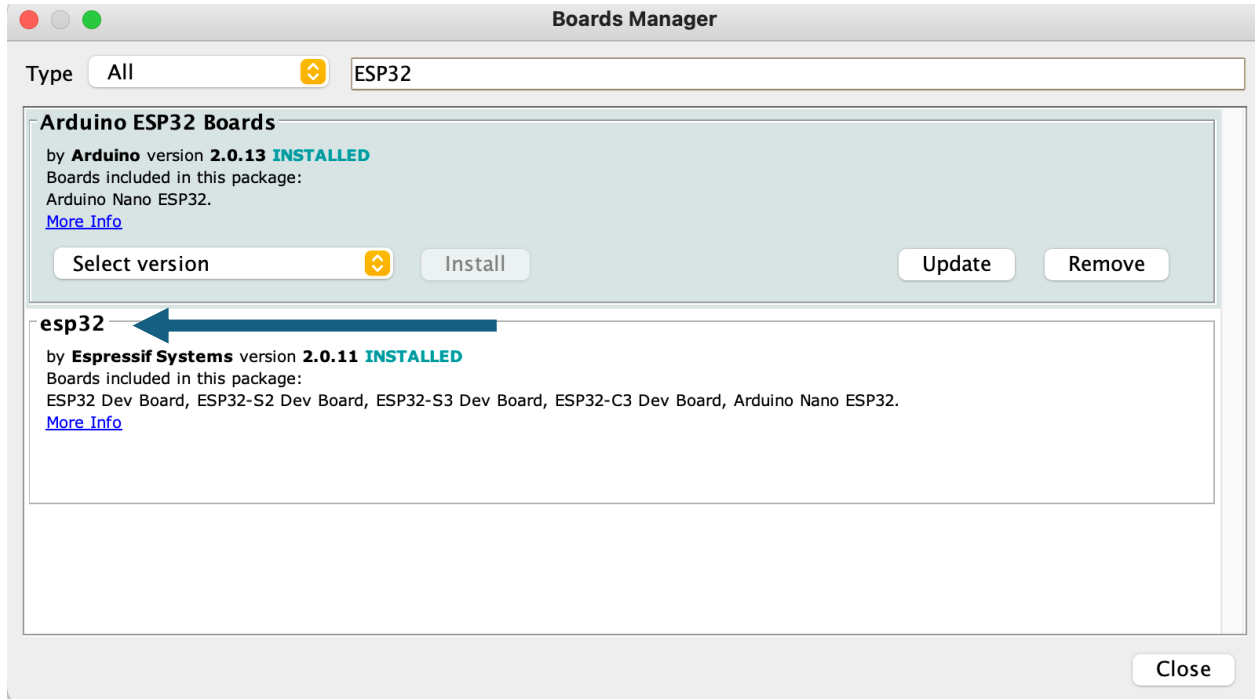 Boards Manager
Type All ESP32
Arduino ESP32 Boards
by Arduino version 2.0.13 INSTALLED
Boards included in this package:
Arduino Nano ESP32.
More Info
Select version Install Update Remove
esp32
by Espressif Systems version 2.0.11 INSTALLED
Boards included in this package:
ESP32 Dev Board, ESP32-S2 Dev Board, ESP32-S3 Dev Board, ESP32-C3 Dev Board, Arduino Nano ESP32.
More Info
Close